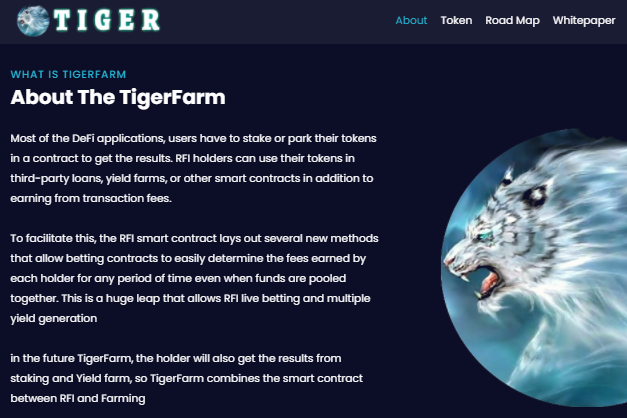 TIGER
About Token Road Map Whitepaper
WHAT IS TIGERFARM
About The TigerFarm
Most of the DeFi applications, users have to stake or park their tokens
in a contract to get the results. RFI holders can use their tokens in
third-party loans, yield farms, or other smart contracts in addition to
earning from transaction fees.
To facilitate this, the RFI smart contract lays out several new methods
that allow betting contracts to easily determine the fees earned by
each holder for any period of time even when funds are pooled
together. This is a huge leap that allows RFI live betting and multiple
yield generation
in the future TigerFarm, the holder will also get the results from
staking and Yield farm, so TigerFarm combines the smart contract
between RFI and Farming